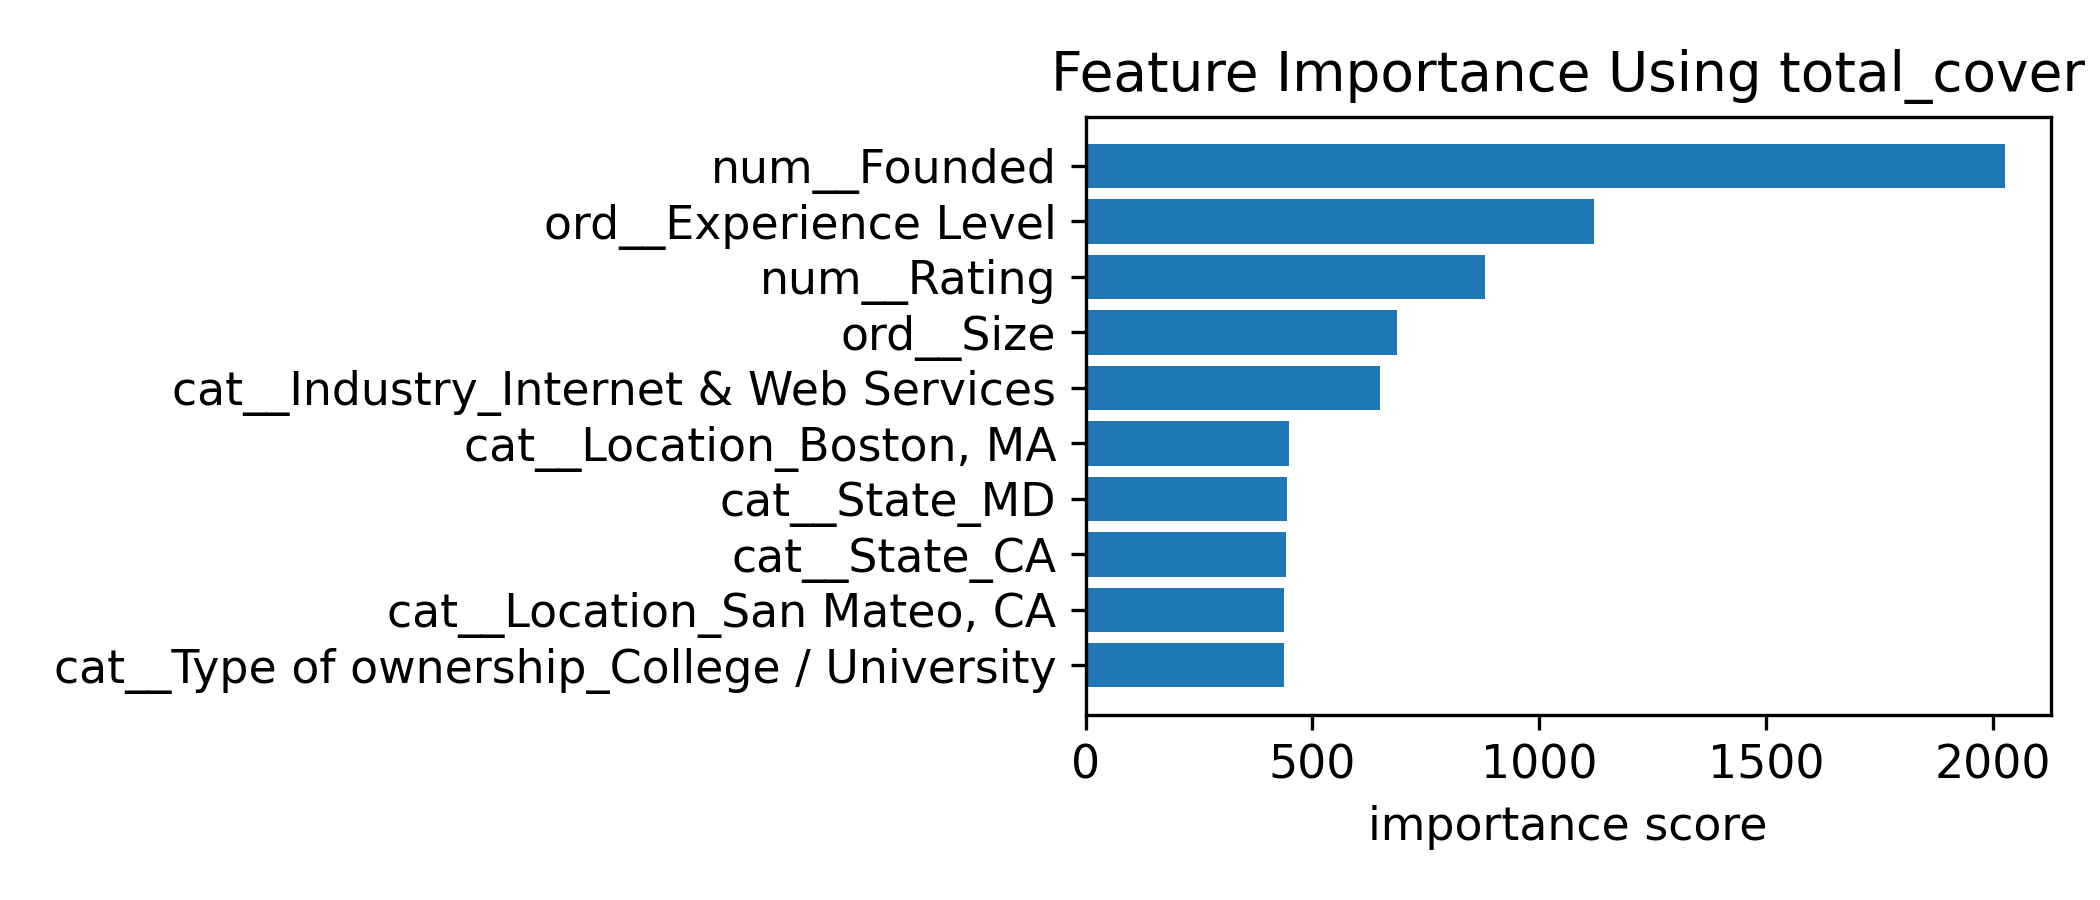 Feature Importance Using total_cover
num__Founded
ord__Experience Level
num__Rating
ord__Size
cat__Industry_Internet & Web Services
cat__Location_Boston, MA
cat__State_MD
cat__State_CA
cat__Location_San Mateo, CA
cat__Type of ownership_College / University
0 500 1000 1500 2000
importance score